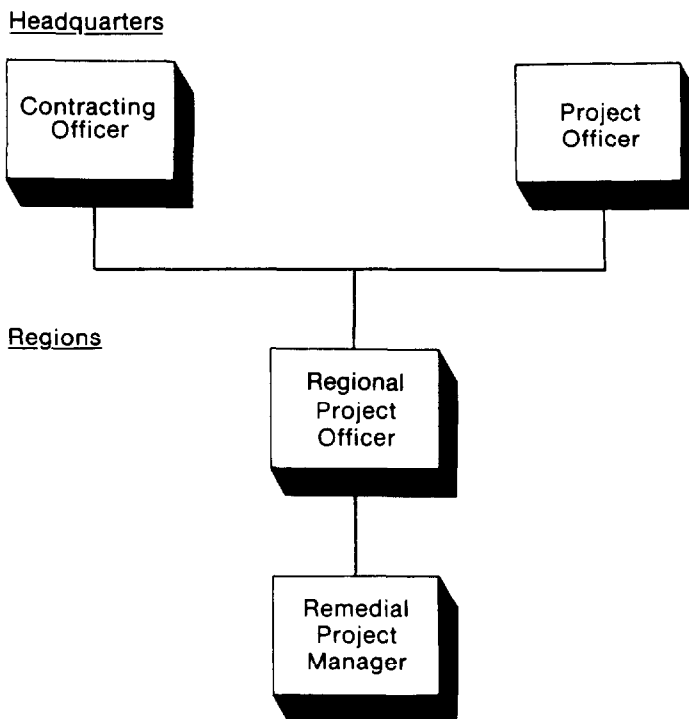 Headquarters
Contracting
Officer
Project
Officer
Regions
Regional
Project
Officer
Remedial
Project
Manager